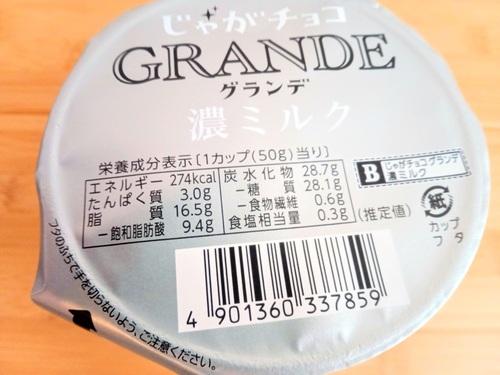 じゃがチョコ
GRANDE
グランデ
濃ミルク
栄養成分表示[1カップ(50g)当り]
エネルギー 274kcal 炭水化物 28.7g
たんぱく質 3.0g －糖質 28.1g
脂質 16.5g －食物繊維 0.6g
－飽和脂肪酸 9.4g 食塩相当量 0.3g (推定値)
B じゃがチョコグランデ
濃ミルク
紙
カップ
フタ
4 901360 337859
フタのふちで手を切らないよう、ご注意ください。